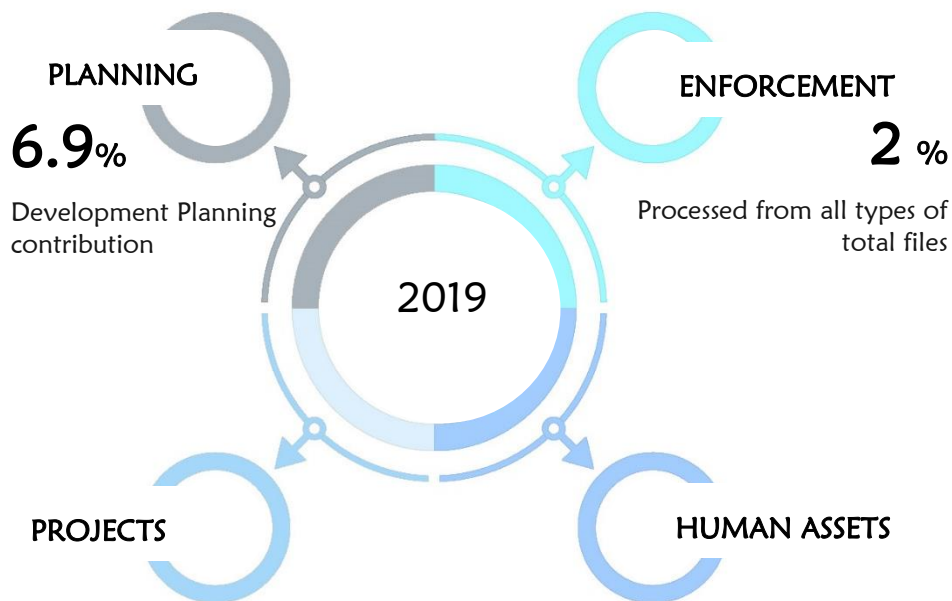 PLANNING
6.9%
Development Planning
contribution
ENFORCEMENT
2 %
Processed from all types of
total files
2019
PROJECTS
HUMAN ASSETS